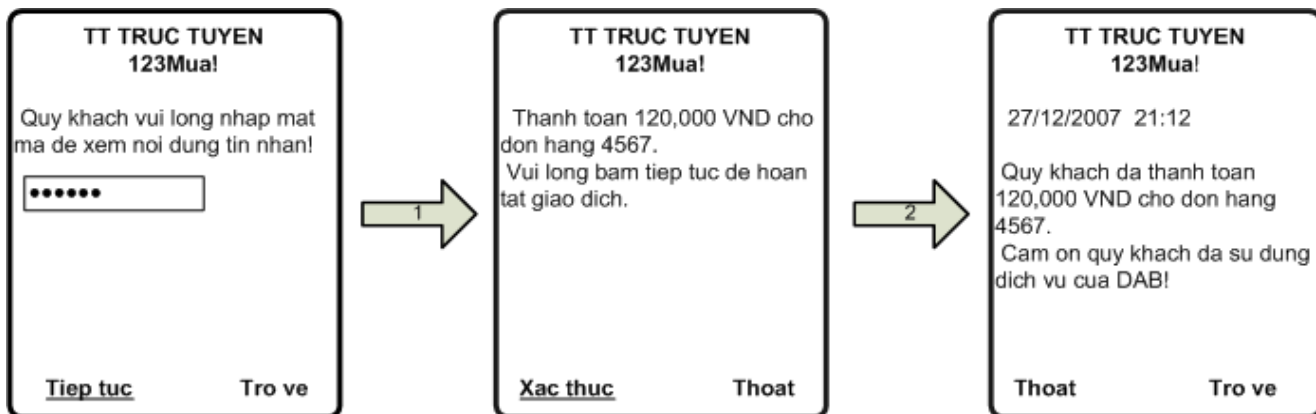 TT TRUC TUYEN
123Mua!
Quy khach vui long nhap mat
ma de xem noi dung tin nhan!
••••••
Tiep tuc
Tro ve
1
TT TRUC TUYEN
123Mua!
Thanh toan 120,000 VND cho
don hang 4567.
Vui long bam tiep tuc de hoan
tat giao dich.
Xac thuc
Thoat
2
TT TRUC TUYEN
123Mua!
27/12/2007 21:12
Quy khach da thanh toan
120,000 VND cho don hang
4567.
Cam on quy khach da su dung
dich vu cua DAB!
Thoat
Tro ve